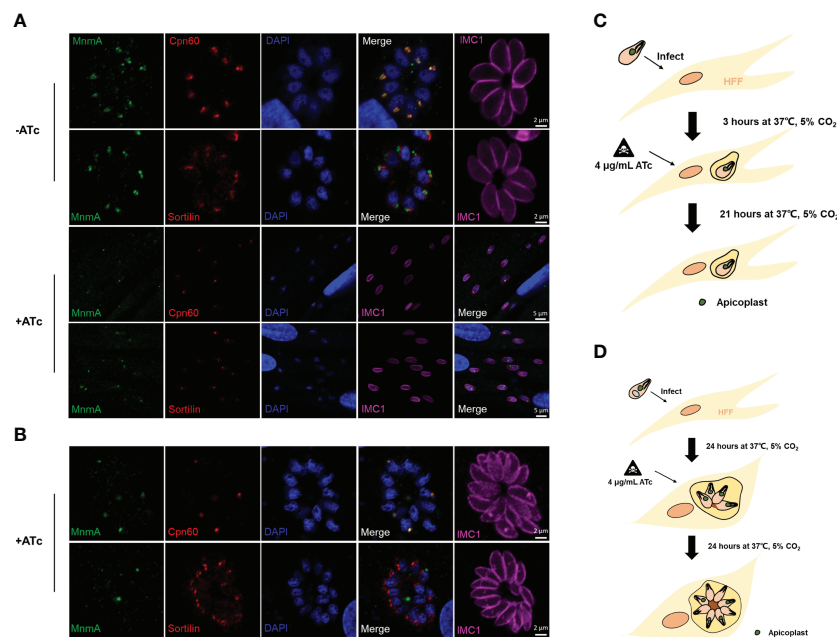 A
-ATc
MnmA
Cpn60
DAPI
Merge
IMC1
2 µm
MnmA
Sortilin
DAPI
Merge
IMC1
2 µm
+ATc
MnmA
Cpn60
DAPI
IMC1
Merge
5 µm
MnmA
Sortilin
DAPI
IMC1
Merge
5 µm
B
+ATc
MnmA
Cpn60
DAPI
Merge
IMC1
2 µm
MnmA
Sortilin
DAPI
Merge
IMC1
2 µm
C
Infect
HFF
3 hours at 37℃, 5% CO₂
4 µg/mL ATc
21 hours at 37℃, 5% CO₂
Apicoplast
D
Infect
HFF
24 hours at 37℃, 5% CO₂
4 µg/mL ATc
24 hours at 37℃, 5% CO₂
Apicoplast